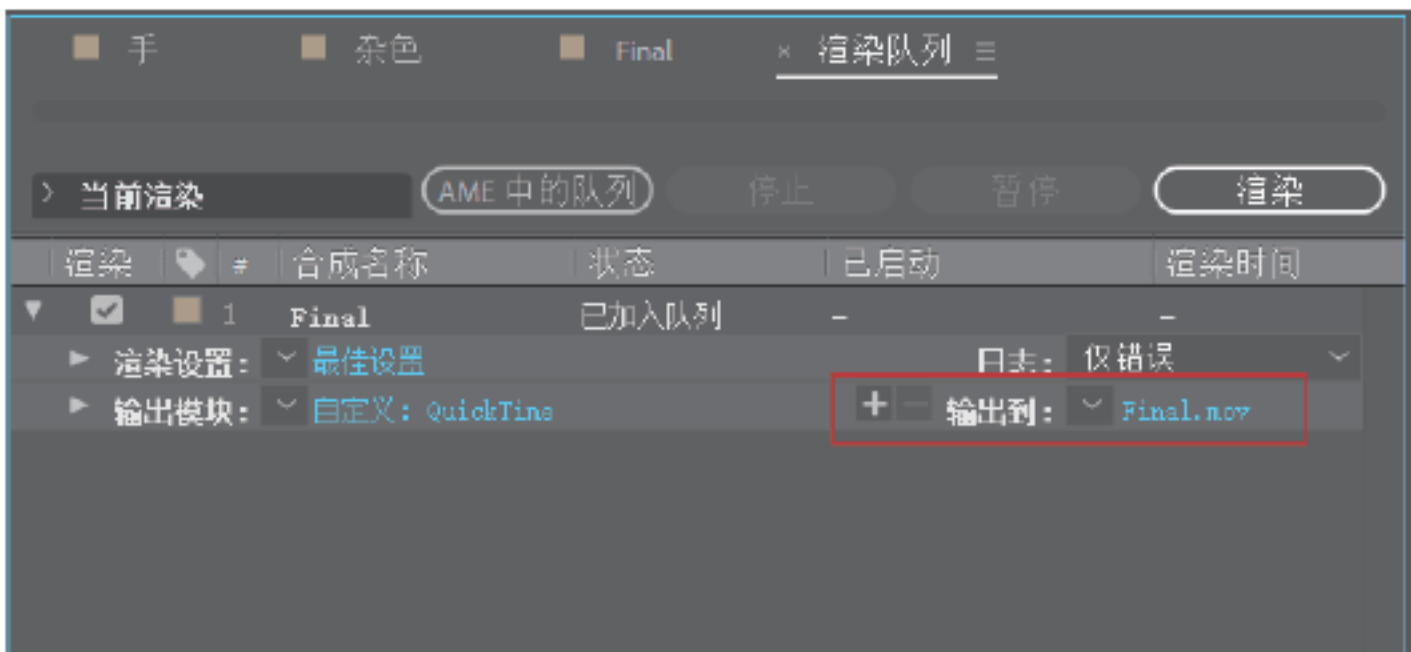 手 杂色 Final × 渲染队列 ≡
> 当前渲染 AME 中的队列 停止 暂停 渲染
渲染 # 合成名称 状态 已启动 渲染时间
1 Final 已加入队列 - -
渲染设置: 最佳设置 日志: 仅错误
输出模块: 自定义: QuickTime + - 输出到: Final.mov